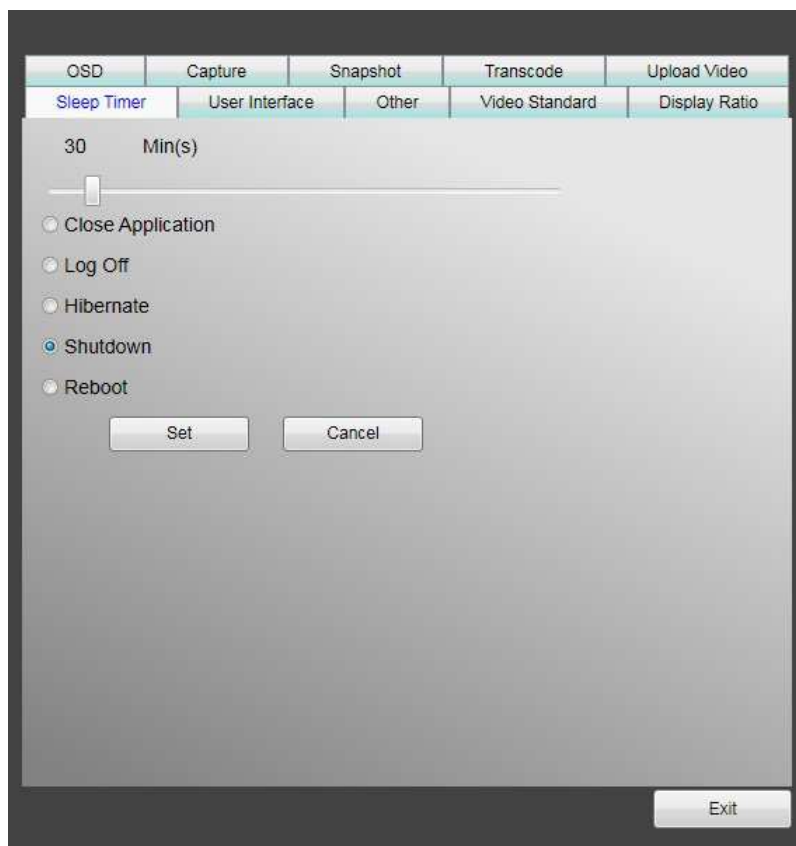 OSD Capture Snapshot Transcode Upload Video
Sleep Timer User Interface Other Video Standard Display Ratio
30 Min(s)
Close Application
Log Off
Hibernate
Shutdown
Reboot
Set Cancel
Exit